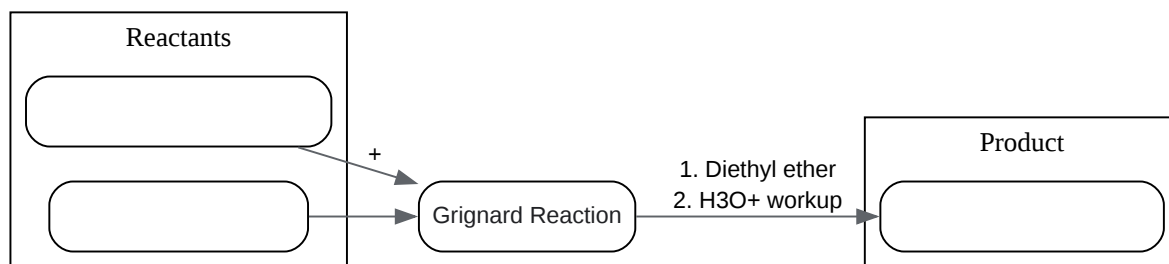 Reactants
+
Grignard Reaction
1. Diethyl ether
2. H3O+ workup
Product